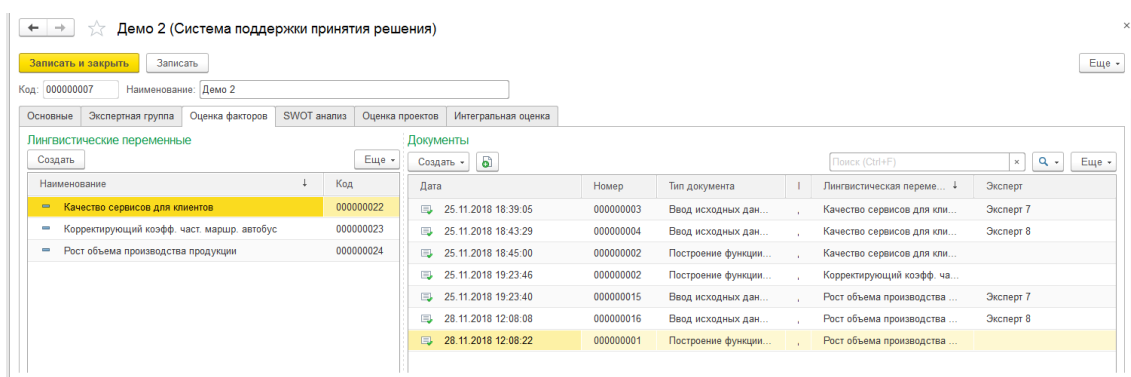 Демо 2 (Система поддержки принятия решения)
Записать и закрыть Записать Еще
Код: 000000007 Наименование: Демо 2
Основные Экспертная группа Оценка факторов SWOT анализ Оценка проектов Интегральная оценка
Лингвистические переменные Документы
Создать Еще Создать Поиск (Ctrl+F) × Еще
Наименование ↓ Код Дата Номер Тип документа I Лингвистическая переме... ↓ Эксперт
Качество сервисов для клиентов 000000022 25.11.2018 18:39:05 000000003 Ввод исходных дан... , Качество сервисов для кли... Эксперт 7
Корректирующий коэфф. част. маршр. автобус 000000023 25.11.2018 18:43:29 000000004 Ввод исходных дан... , Качество сервисов для кли... Эксперт 8
Рост объема производства продукции 000000024 25.11.2018 18:45:00 000000002 Построение функции... , Качество сервисов для кли...
25.11.2018 19:23:46 000000002 Построение функции... , Корректирующий коэфф. ча...
25.11.2018 19:23:40 000000015 Ввод исходных дан... , Рост объема производства ... Эксперт 7
28.11.2018 12:08:08 000000016 Ввод исходных дан... , Рост объема производства ... Эксперт 8
28.11.2018 12:08:22 000000001 Построение функции... , Рост объема производства ...